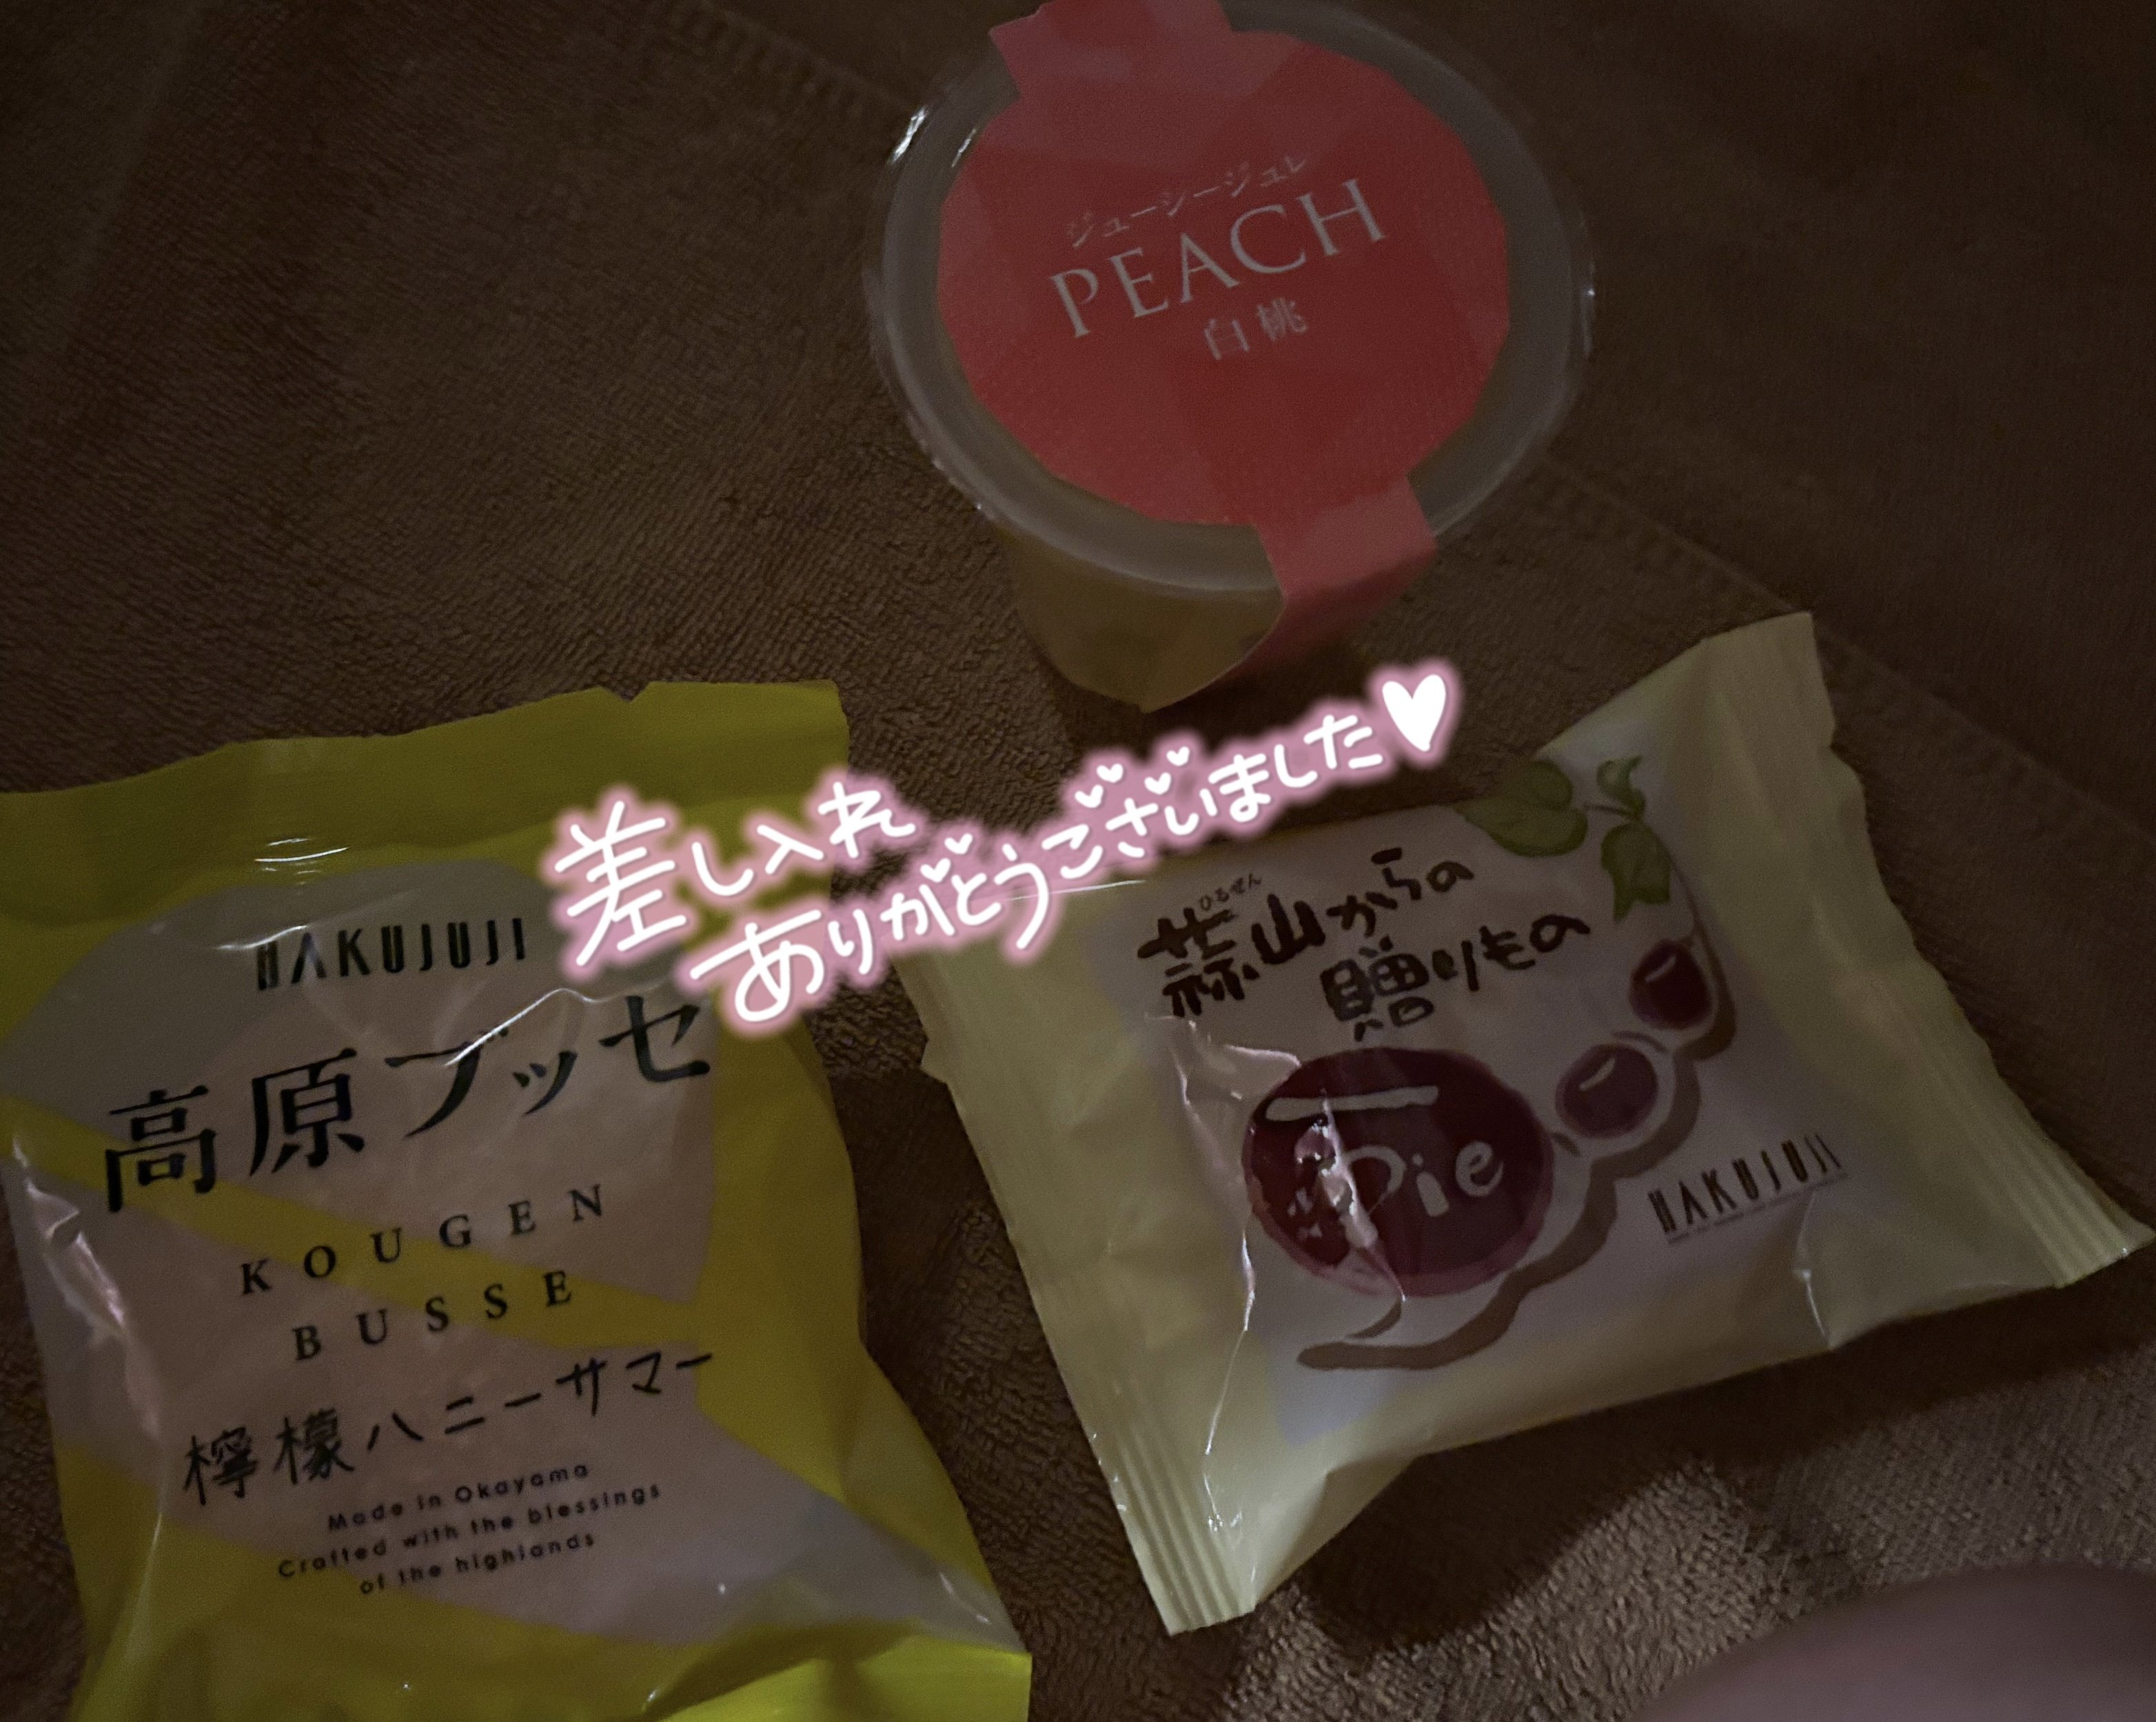 ジューシージュレ
PEACH
白桃
差し入れ
ありがとうございました♡
HAKUJUJI
高原ブッセ
KOUGEN
BUSSE
檸檬ハニーサマー
Made in Okayama
Crafted with the blessings
of the highlands
ひるぜん
蒜山からの
贈りもの
Pie
HAKUJUJI